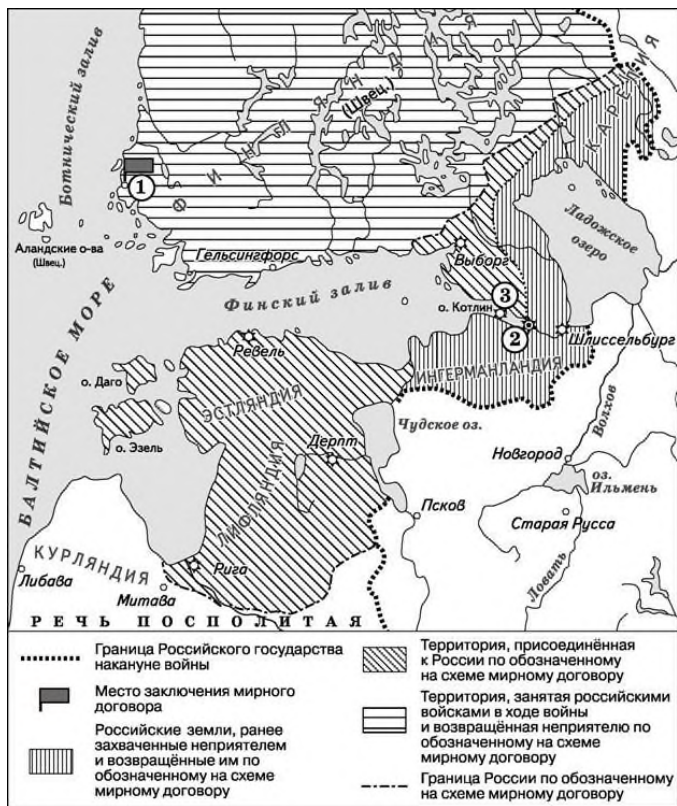 Ботнический залив
ФИНЛЯНДИЯ
(Швец.)
КАРЕЛИЯ
1
Аландские о-ва
(Швец.)
Гельсингфорс
Выборг
Ладожское
озеро
Финский залив
3
о. Котлин
2
Шлиссельбург
БАЛТИЙСКОЕ МОРЕ
Ревель
ИНГЕРМАНЛАНДИЯ
о. Даго
ЭСТЛЯНДИЯ
о. Эзель
Чудское оз.
Волхов
Дерпт
Новгород
оз.
Ильмень
ЛИФЛЯНДИЯ
Псков
Старая Русса
КУРЛЯНДИЯ
Рига
Ловать
Либава
Митава
РЕЧЬ ПОСПОЛИТАЯ
Граница Российского государства
накануне войны
Место заключения мирного
договора
Российские земли, ранее
захваченные неприятелем
и возвращённые им по
обозначенному на схеме
мирному договору
Территория, присоединённая
к России по обозначенному
на схеме мирному договору
Территория, занятая российскими
войсками в ходе войны
и возвращённая неприятелю по
обозначенному на схеме
мирному договору
Граница России по обозначенному
на схеме мирному договору